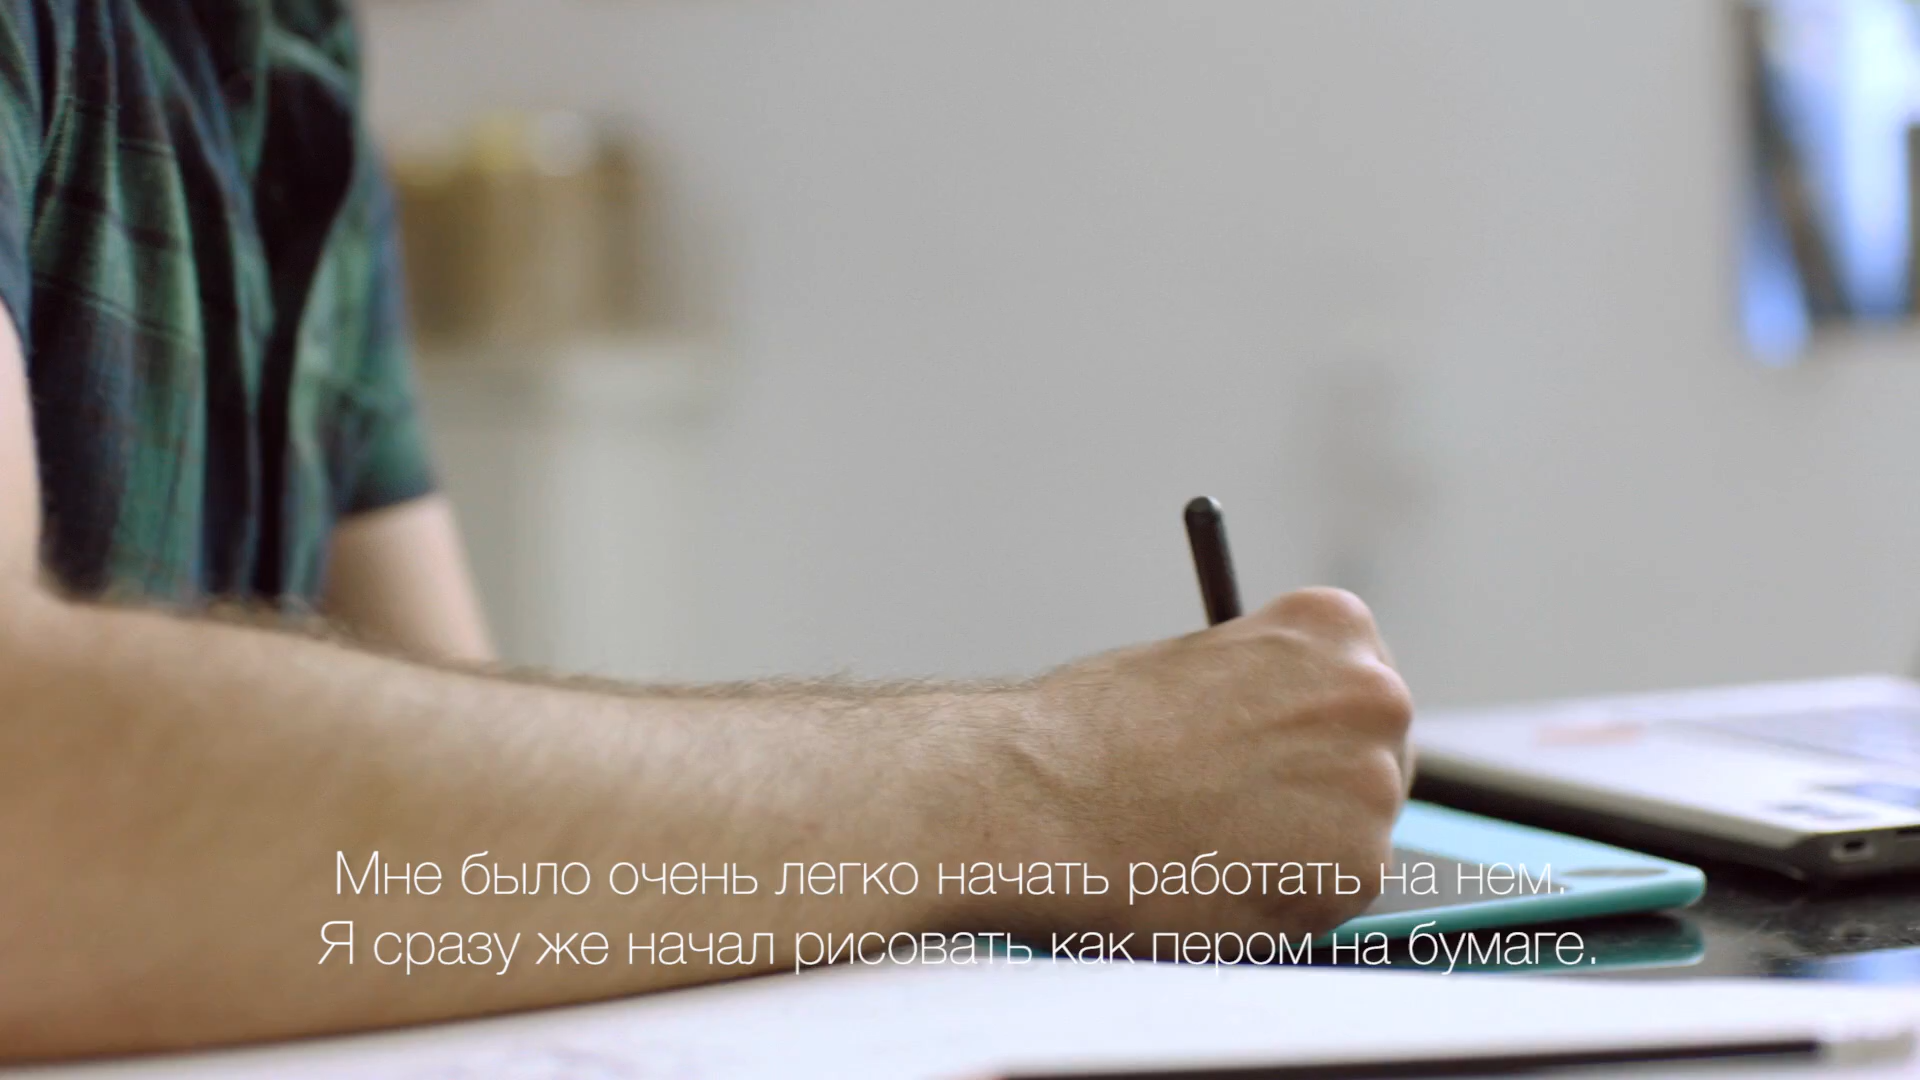 Мне было очень легко начать работать на нем.
Я сразу же начал рисовать как пером на бумаге.